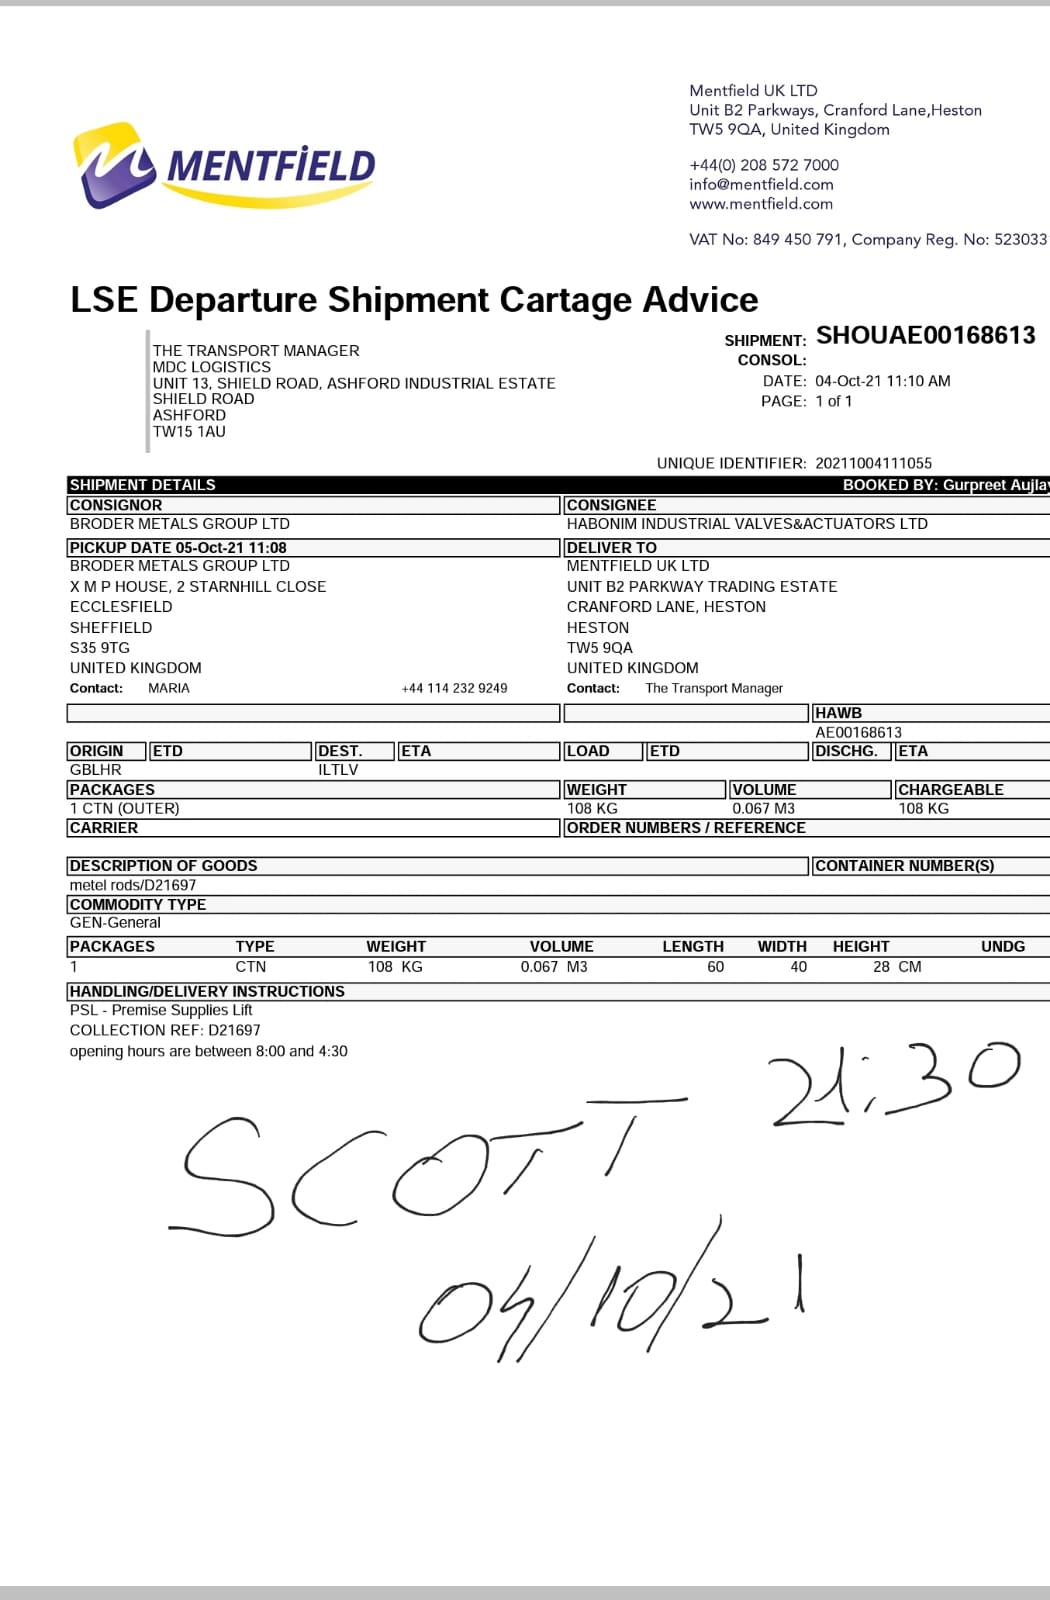 Mentfield UK LTD
Unit B2 Parkways, Cranford Lane,Heston
TW5 9QA, United Kingdom
+44(0) 208 572 7000
info@mentfield.com
www.mentfield.com
VAT No: 849 450 791, Company Reg. No: 523033
MENTFiELD
LSE Departure Shipment Cartage Advice
THE TRANSPORT MANAGER
MDC LOGISTICS
UNIT 13, SHIELD ROAD, ASHFORD INDUSTRIAL ESTATE
SHIELD ROAD
ASHFORD
TW15 1AU
SHIPMENT: SHOUAE00168613
CONSOL:
DATE: 04-Oct-21 11:10 AM
PAGE: 1 of 1
UNIQUE IDENTIFIER: 20211004111055
SHIPMENT DETAILS BOOKED BY: Gurpreet Aujlay
CONSIGNOR CONSIGNEE
BRODER METALS GROUP LTD HABONIM INDUSTRIAL VALVES&ACTUATORS LTD
PICKUP DATE 05-Oct-21 11:08 DELIVER TO
BRODER METALS GROUP LTD MENTFIELD UK LTD
X M P HOUSE, 2 STARNHILL CLOSE UNIT B2 PARKWAY TRADING ESTATE
ECCLESFIELD CRANFORD LANE, HESTON
SHEFFIELD HESTON
S35 9TG TW5 9QA
UNITED KINGDOM UNITED KINGDOM
Contact: MARIA +44 114 232 9249 Contact: The Transport Manager
HAWB
AE00168613
ORIGIN ETD DEST. ETA LOAD ETD DISCHG. ETA
GBLHR ILTLV
PACKAGES WEIGHT VOLUME CHARGEABLE
1 CTN (OUTER) 108 KG 0.067 M3 108 KG
CARRIER ORDER NUMBERS / REFERENCE
DESCRIPTION OF GOODS CONTAINER NUMBER(S)
metel rods/D21697
COMMODITY TYPE
GEN-General
PACKAGES TYPE WEIGHT VOLUME LENGTH WIDTH HEIGHT UNDG
1 CTN 108 KG 0.067 M3 60 40 28 CM
HANDLING/DELIVERY INSTRUCTIONS
PSL - Premise Supplies Lift
COLLECTION REF: D21697
opening hours are between 8:00 and 4:30
21:30
SCOTT
04/10/21